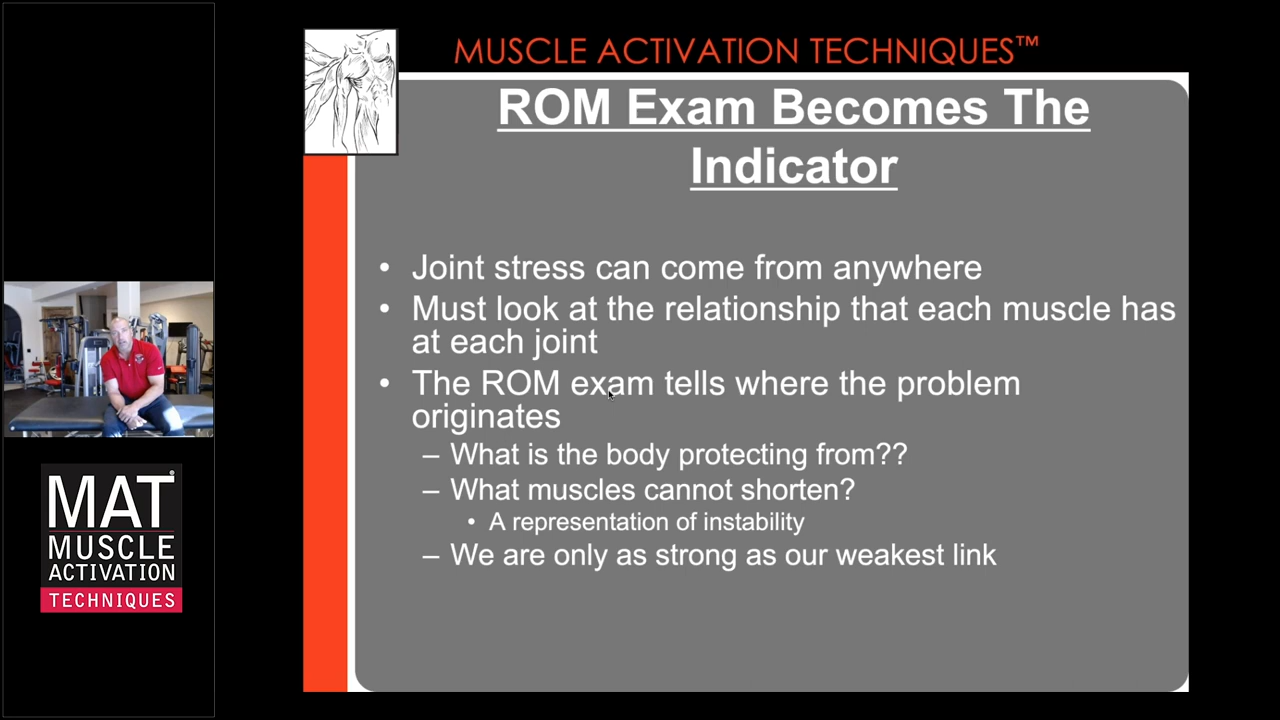 MUSCLE ACTIVATION TECHNIQUES™
ROM Exam Becomes The
Indicator
• Joint stress can come from anywhere
• Must look at the relationship that each muscle has
at each joint
• The ROM exam tells where the problem
originates
– What is the body protecting from??
– What muscles cannot shorten?
• A representation of instability
– We are only as strong as our weakest link
MAT®
MUSCLE
ACTIVATION
TECHNIQUES